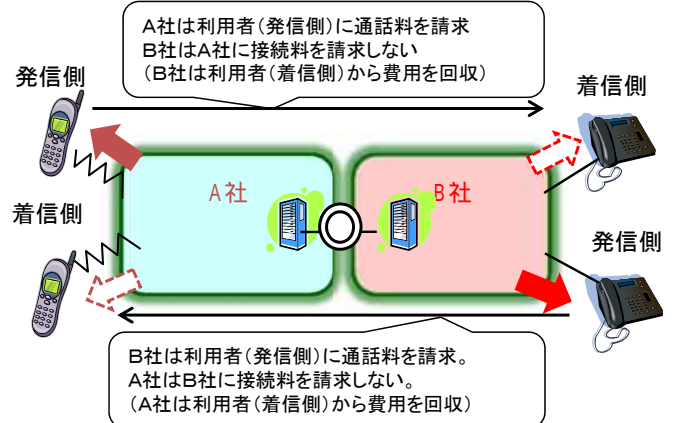 A社は利用者(発信側)に通話料を請求
B社はA社に接続料を請求しない
(B社は利用者(着信側)から費用を回収)
発信側
着信側
A社
B社
着信側
発信側
B社は利用者(発信側)に通話料を請求。
A社はB社に接続料を請求しない。
(A社は利用者(着信側)から費用を回収)